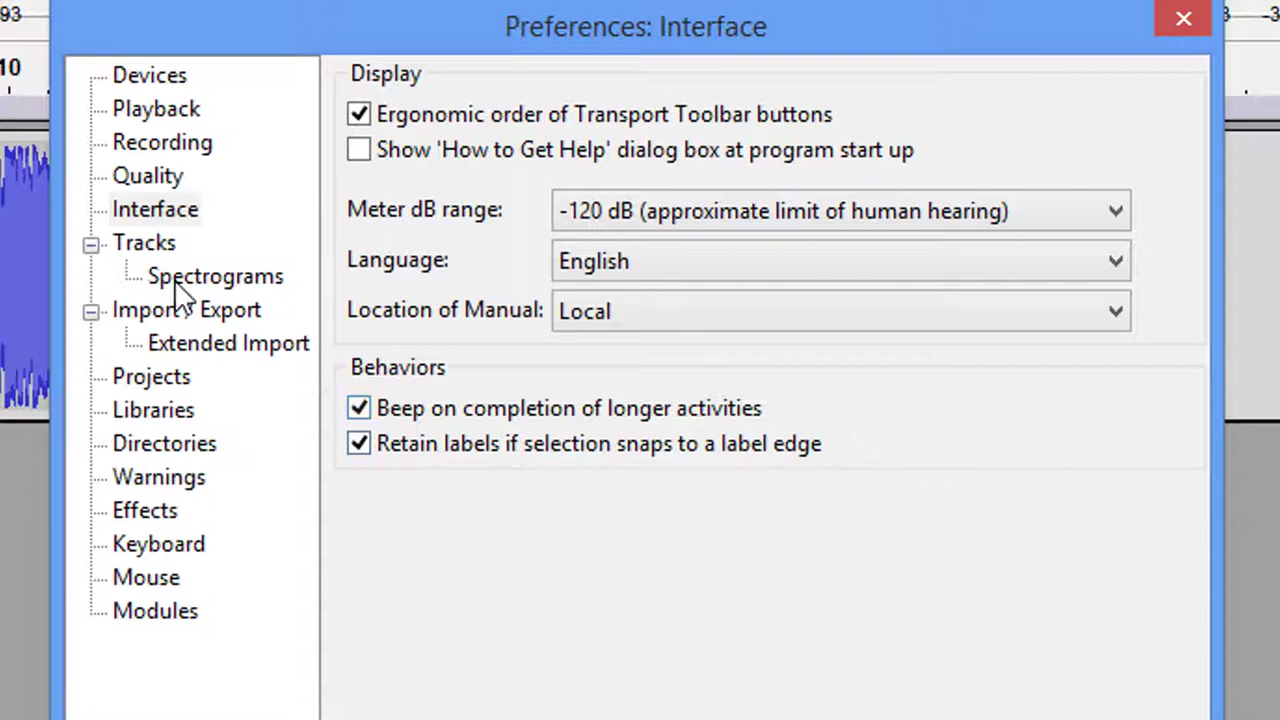 93
Preferences: Interface
-3
10
Devices
Playback
Recording
Quality
Interface
Tracks
Spectrograms
Export
Extended Import
Projects
Libraries
Directories
Warnings
Effects
Keyboard
Mouse
Modules
Display
Ergonomic order of Transport Toolbar buttons
Show 'How to Get Help' dialog box at program start up
Meter dB range: -120 dB (approximate limit of human hearing)
Language: English
Location of Manual: Local
Behaviors
Beep on completion of longer activities
Retain labels if selection snaps to a label edge